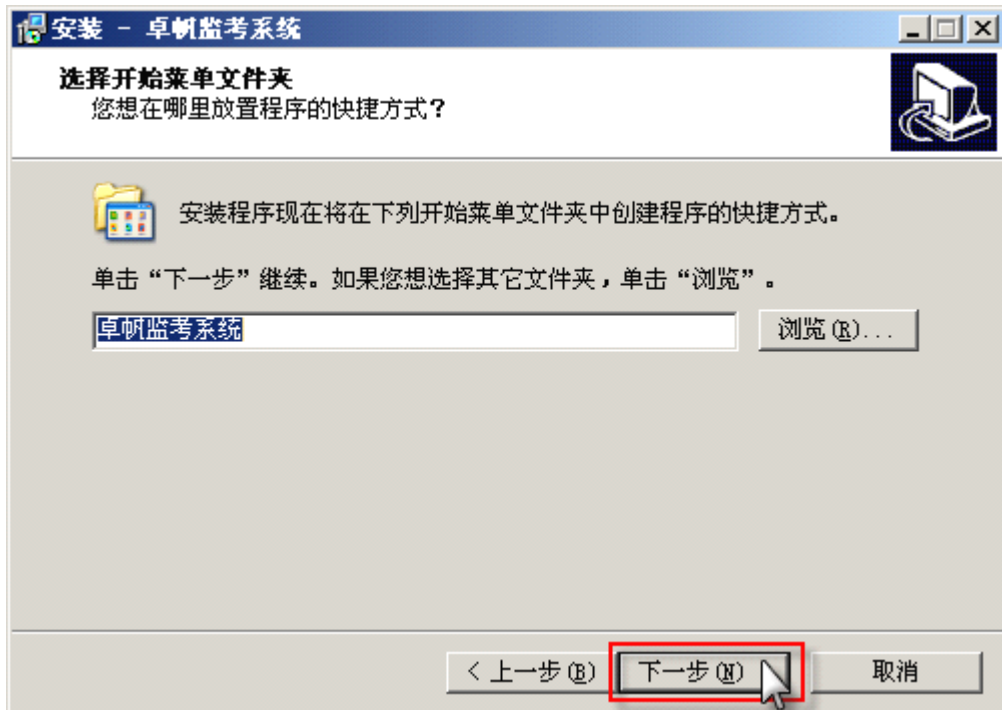 安装 - 卓帆监考系统
选择开始菜单文件夹
您想在哪里放置程序的快捷方式？
安装程序现在将在下列开始菜单文件夹中创建程序的快捷方式。
单击“下一步”继续。如果您想选择其它文件夹，单击“浏览”。
卓帆监考系统
浏览(R)...
< 上一步(B)
下一步(N)
取消